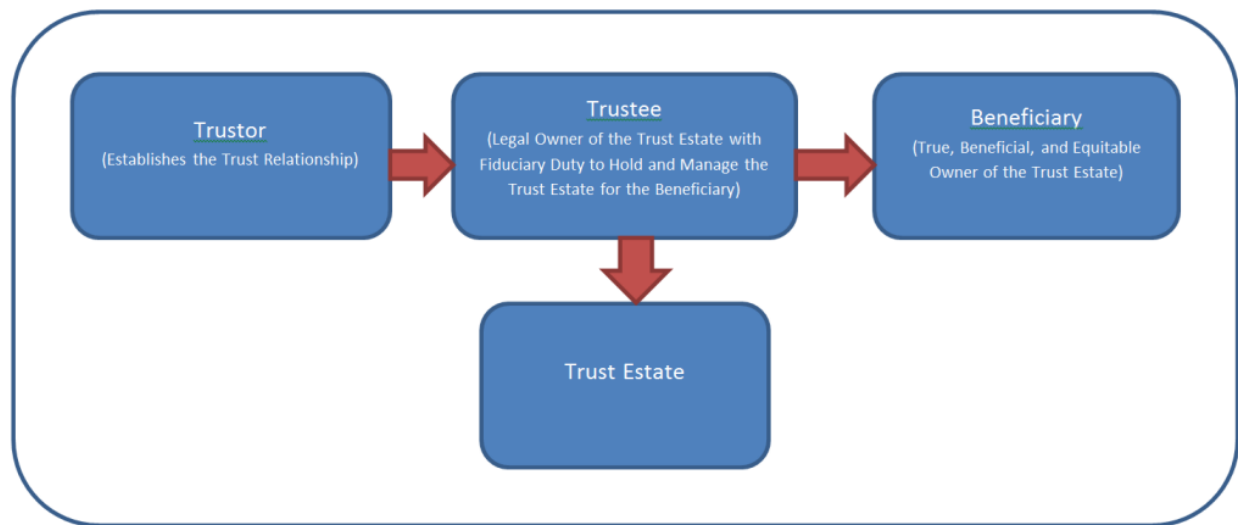 Trustor
(Establishes the Trust Relationship)
Trustee
(Legal Owner of the Trust Estate with
Fiduciary Duty to Hold and Manage the
Trust Estate for the Beneficiary)
Beneficiary
(True, Beneficial, and Equitable
Owner of the Trust Estate)
Trust Estate